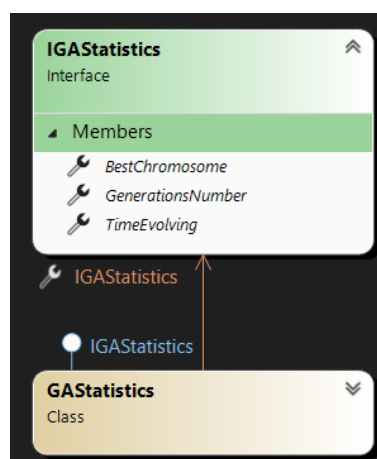 IGAStatistics
Interface
Members
BestChromosome
GenerationsNumber
TimeEvolving
IGAStatistics
IGAStatistics
GAStatistics
Class